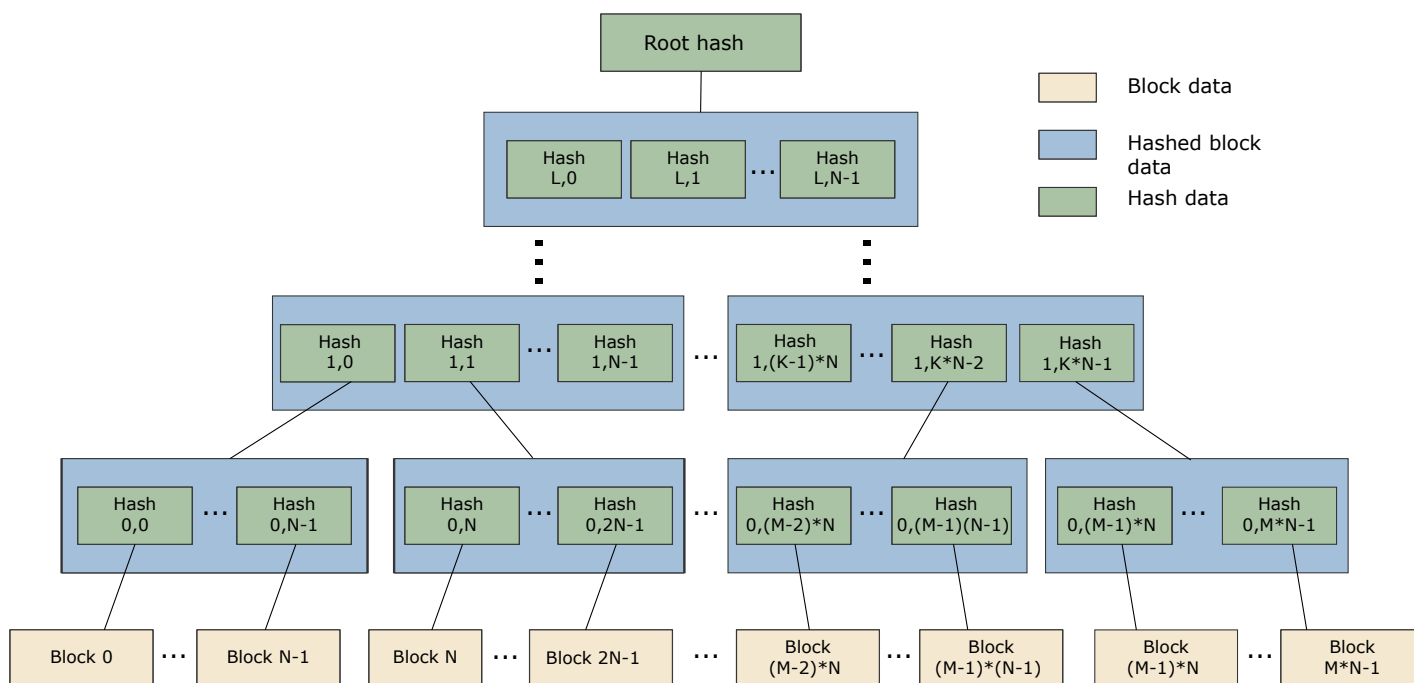 Root hash
Block data
Hashed block
data
Hash data
Hash
L,0
Hash
L,1
...
Hash
L,N-1
Hash
1,0
Hash
1,1
...
Hash
1,N-1
...
Hash
1,(K-1)*N
...
Hash
1,K*N-2
Hash
1,K*N-1
Hash
0,0
...
Hash
0,N-1
Hash
0,N
...
Hash
0,2N-1
...
Hash
0,(M-2)*N
...
Hash
0,(M-1)(N-1)
Hash
0,(M-1)*N
...
Hash
0,M*N-1
Block 0
...
Block N-1
Block N
...
Block 2N-1
...
Block
(M-2)*N
...
Block
(M-1)*(N-1)
Block
(M-1)*N
...
Block
M*N-1